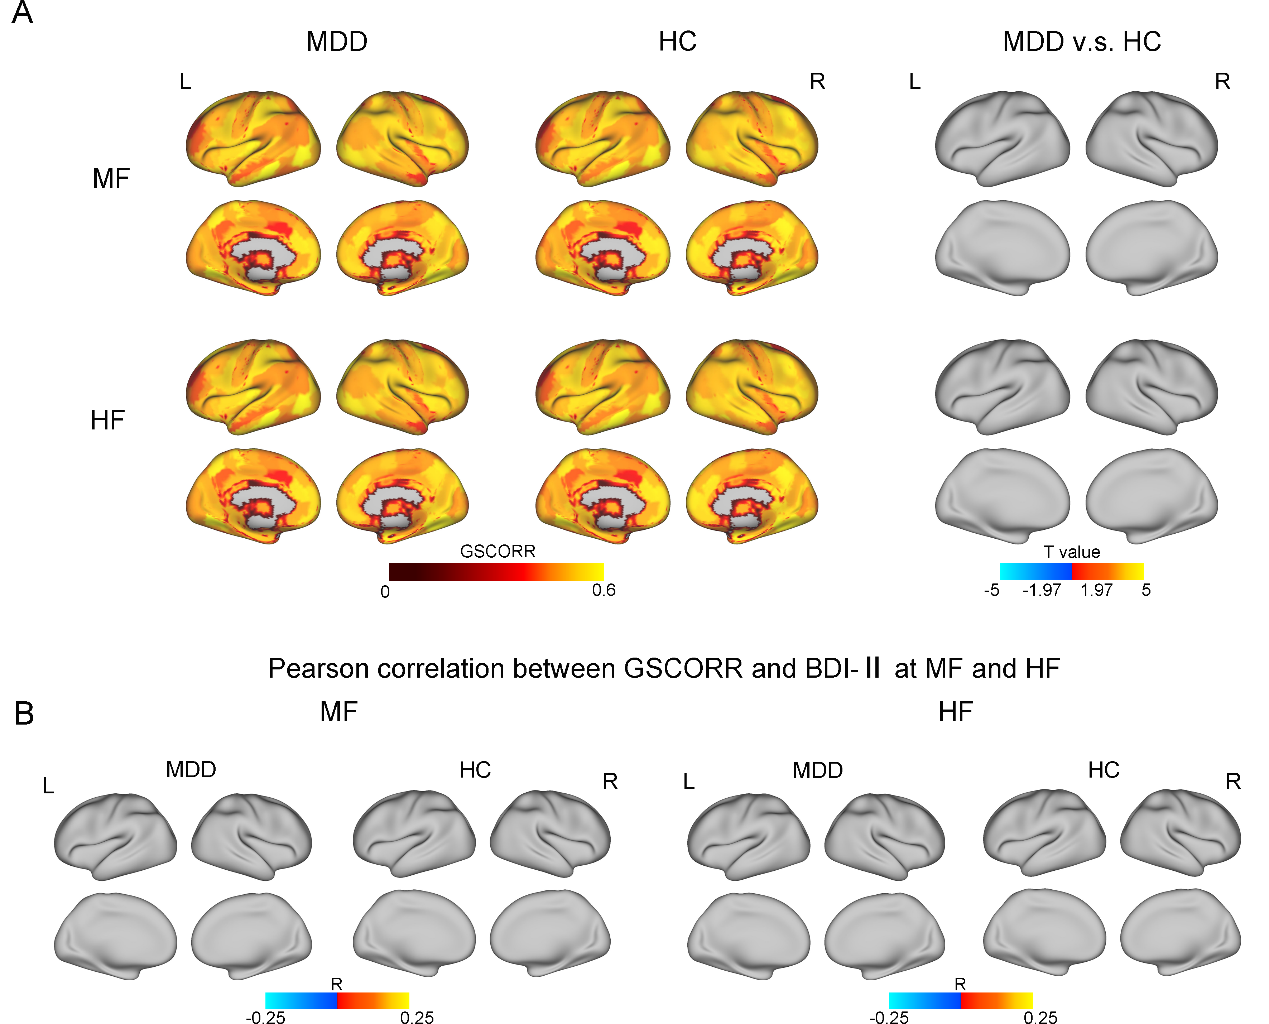 A
MDD HC MDD v.s. HC
L R L R
MF
HF
GSCORR
0 0.6
T value
-5 -1.97 1.97 5
Pearson correlation between GSCORR and BDI-Ⅱ at MF and HF
B MF HF
L MDD HC R L MDD HC R
R R
-0.25 0.25 -0.25 0.25